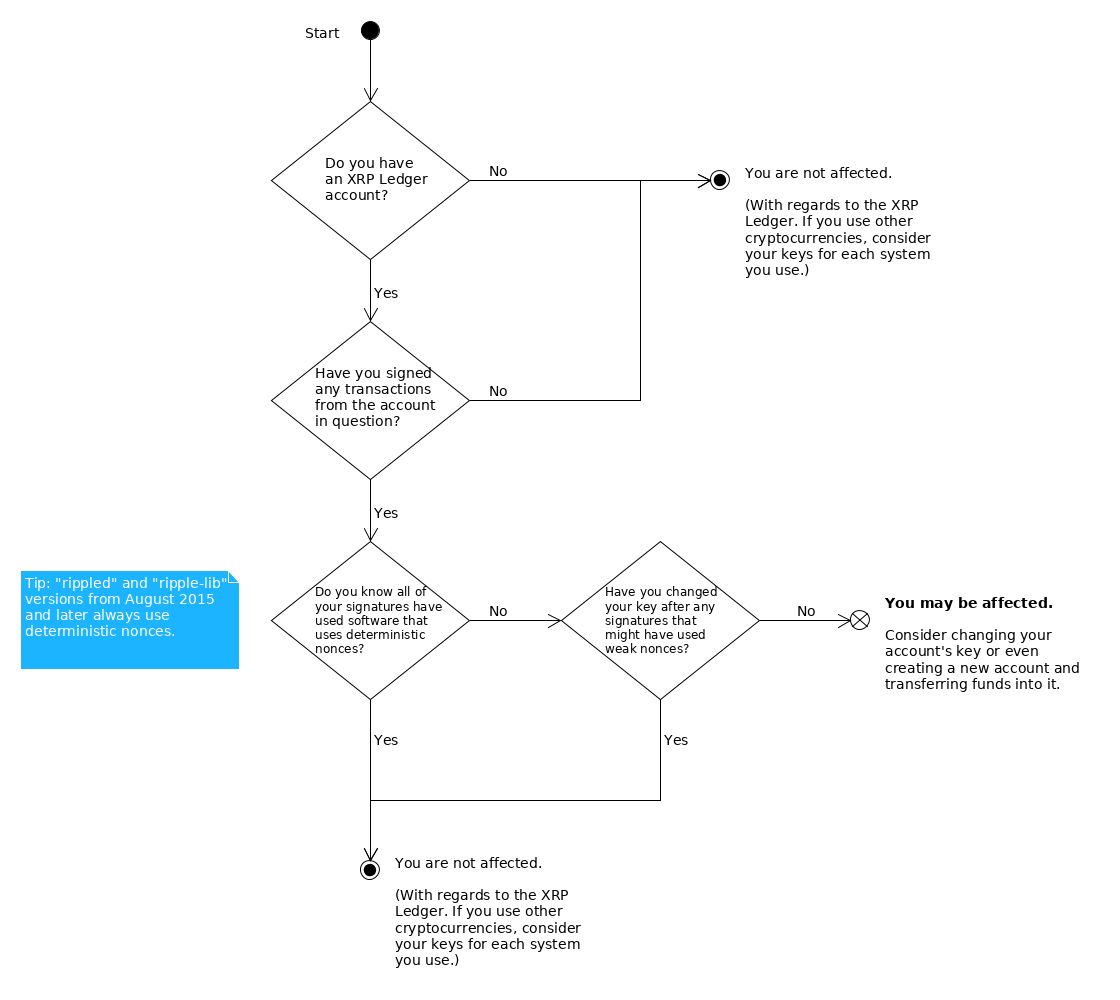 Start
Do you have
an XRP Ledger
account?
No
You are not affected.
(With regards to the XRP
Ledger. If you use other
cryptocurrencies, consider
your keys for each system
you use.)
Yes
Have you signed
any transactions
from the account
in question?
No
Yes
Tip: "rippled" and "ripple-lib"
versions from August 2015
and later always use
deterministic nonces.
Do you know all of
your signatures have
used software that
uses deterministic
nonces?
No
Have you changed
your key after any
signatures that
might have used
weak nonces?
No
You may be affected.
Consider changing your
account's key or even
creating a new account and
transferring funds into it.
Yes
Yes
You are not affected.
(With regards to the XRP
Ledger. If you use other
cryptocurrencies, consider
your keys for each system
you use.)